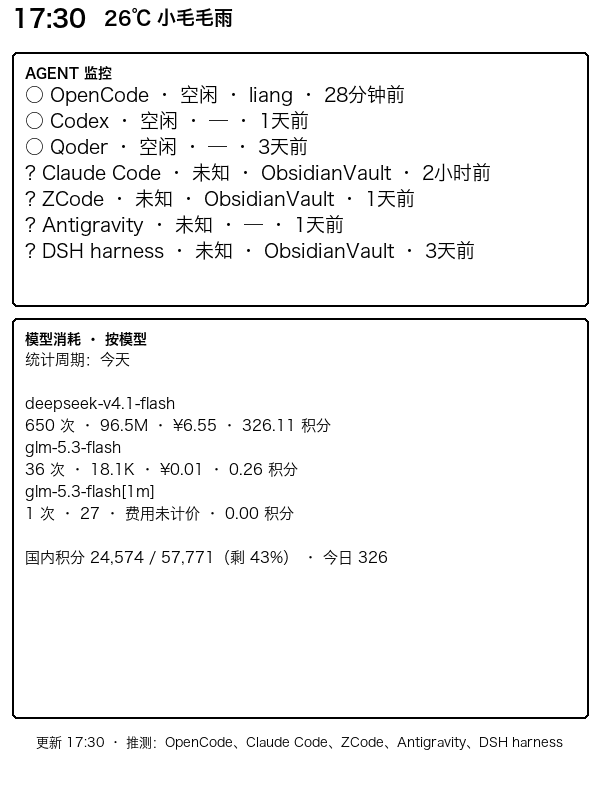 17:30 26℃ 小毛毛雨
AGENT 监控
○ OpenCode · 空闲 · liang · 28分钟前
○ Codex · 空闲 · — · 1天前
○ Qoder · 空闲 · — · 3天前
? Claude Code · 未知 · ObsidianVault · 2小时前
? ZCode · 未知 · ObsidianVault · 1天前
? Antigravity · 未知 · — · 1天前
? DSH harness · 未知 · ObsidianVault · 3天前
模型消耗 · 按模型
统计周期：今天
deepseek-v4.1-flash
650 次 · 96.5M · ¥6.55 · 326.11 积分
glm-5.3-flash
36 次 · 18.1K · ¥0.01 · 0.26 积分
glm-5.3-flash[1m]
1 次 · 27 · 费用未计价 · 0.00 积分
国内积分 24,574 / 57,771（剩 43%） · 今日 326
更新 17:30 · 推测：OpenCode、Claude Code、ZCode、Antigravity、DSH harness